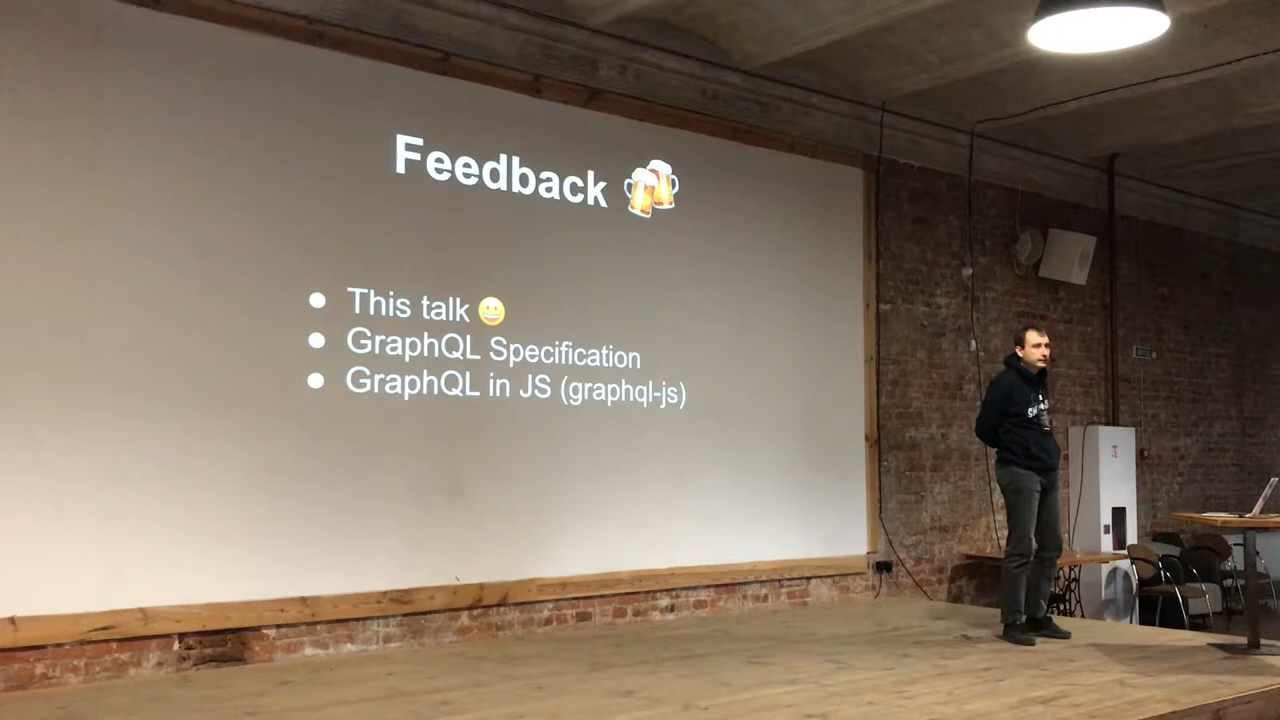 Feedback 🍻
• This talk 😀
• GraphQL Specification
• GraphQL in JS (graphql-js)